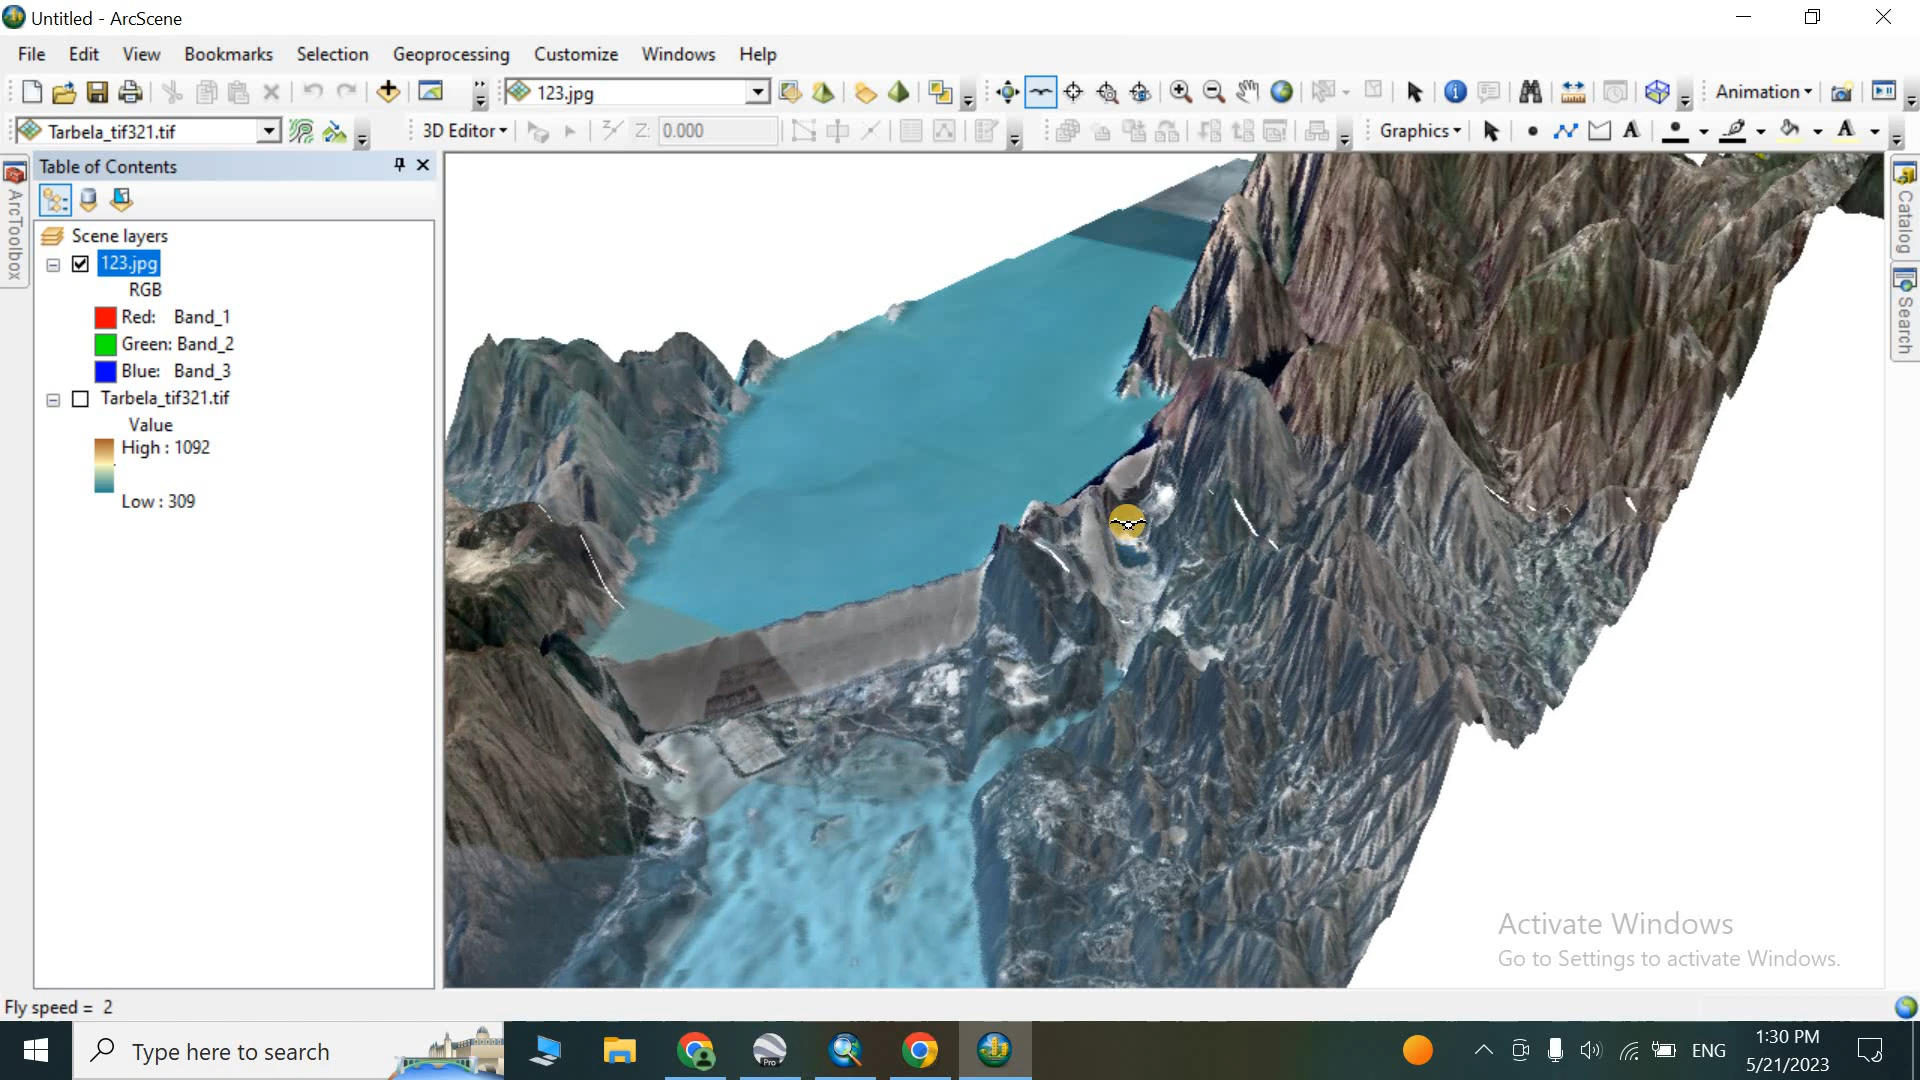 Untitled - ArcScene
File Edit View Bookmarks Selection Geoprocessing Customize Windows Help
123.jpg
Animation
Tarbela_tif321.tif
3D Editor
Z: 0.000
Graphics
A
A
Table of Contents
ArcToolbox
Catalog
Search
Scene layers
123.jpg
RGB
Red: Band_1
Green: Band_2
Blue: Band_3
Tarbela_tif321.tif
Value
High : 1092
Low : 309
Activate Windows
Go to Settings to activate Windows.
Fly speed = 2
Type here to search
Pro
ENG
1:30 PM
5/21/2023